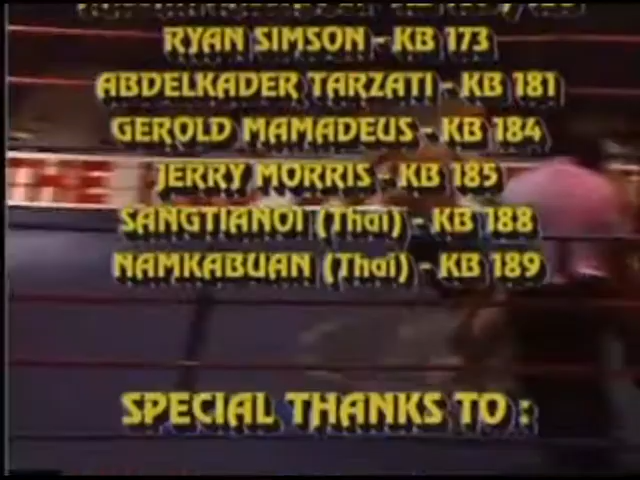 RYAN SIMSON - KB 173
ABDELKADER TARZATI - KB 181
GEROLD MAMADEUS - KB 184
THE
JERRY MORRIS - KB 185
SANGTIANOI (Thai) - KB 188
NAMKABUAN (Thai) - KB 189
SPECIAL THANKS TO :